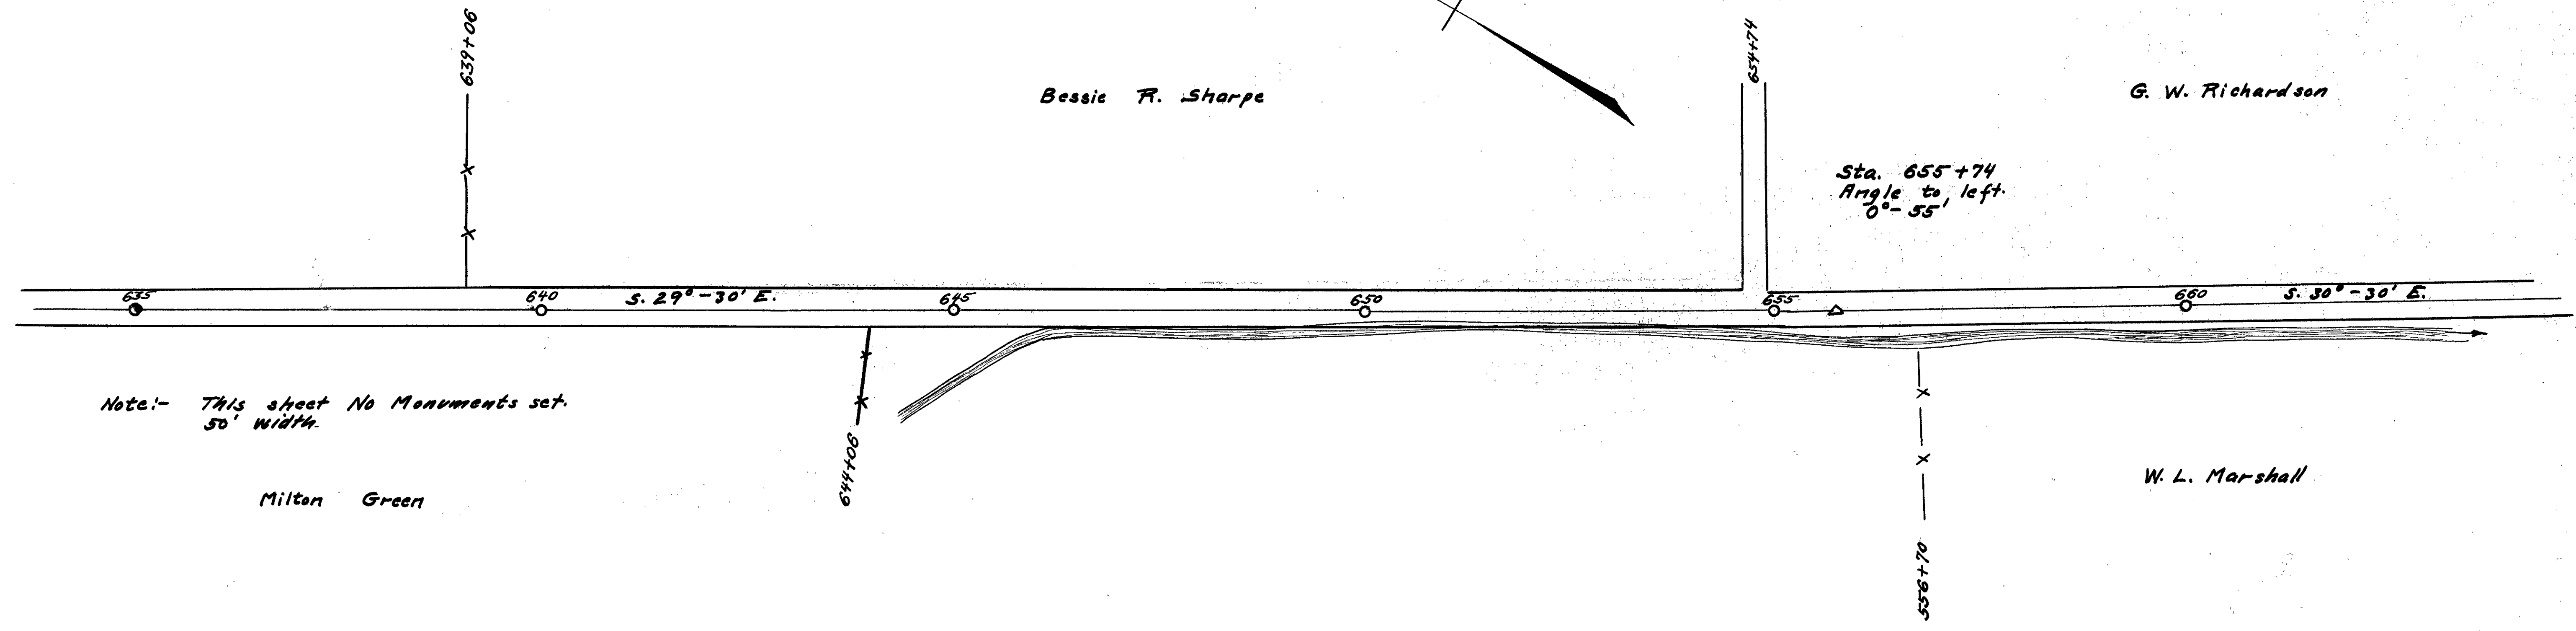 639+06
Bessie R. Sharpe
654+74
G. W. Richardson
Sta. 655+74
Angle to left.
0°-55'
635
640
S. 29°-30' E.
645
650
655
660
S. 30°-30' E.
Note:- This sheet No Monuments set.
50' width.
644+06
Milton Green
W. L. Marshall
556+70